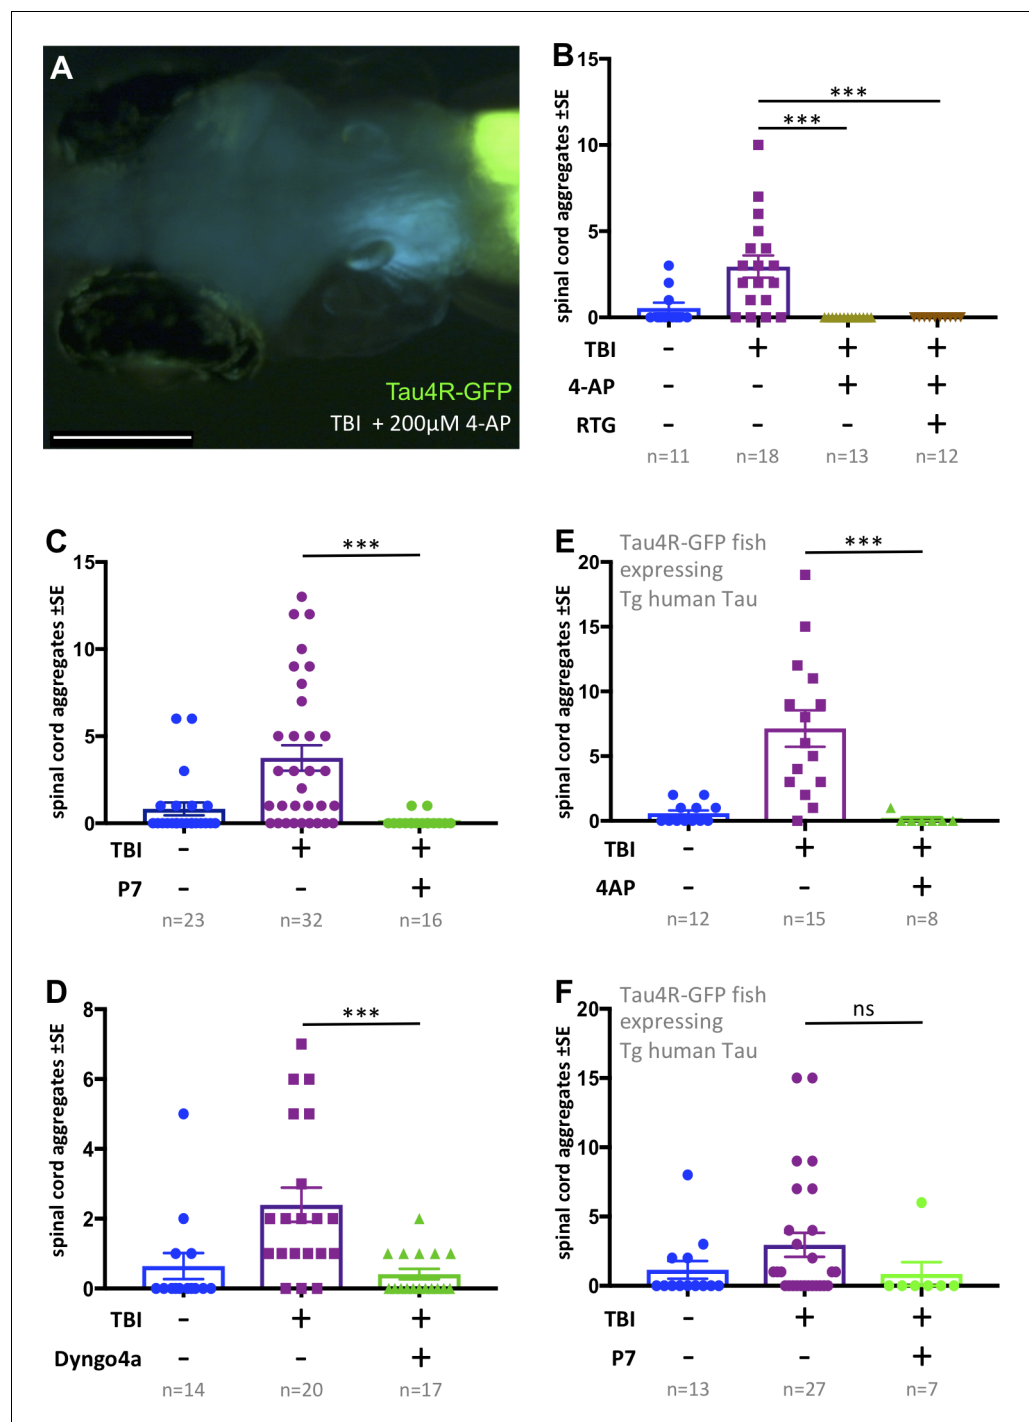 A
Tau4R-GFP
TBI + 200µM 4-AP
B
spinal cord aggregates ±SE
15
10
5
0
***
***
TBI - + + +
4-AP - - + +
RTG - - - +
n=11 n=18 n=13 n=12
C
spinal cord aggregates ±SE
15
10
5
0
***
TBI - + +
P7 - - +
n=23 n=32 n=16
E
Tau4R-GFP fish
expressing
Tg human Tau
spinal cord aggregates ±SE
20
15
10
5
0
***
TBI - + +
4AP - - +
n=12 n=15 n=8
D
spinal cord aggregates ±SE
8
6
4
2
0
***
TBI - + +
Dyngo4a - - +
n=14 n=20 n=17
F
Tau4R-GFP fish
expressing
Tg human Tau
spinal cord aggregates ±SE
20
15
10
5
0
ns
TBI - + +
P7 - - +
n=13 n=27 n=7